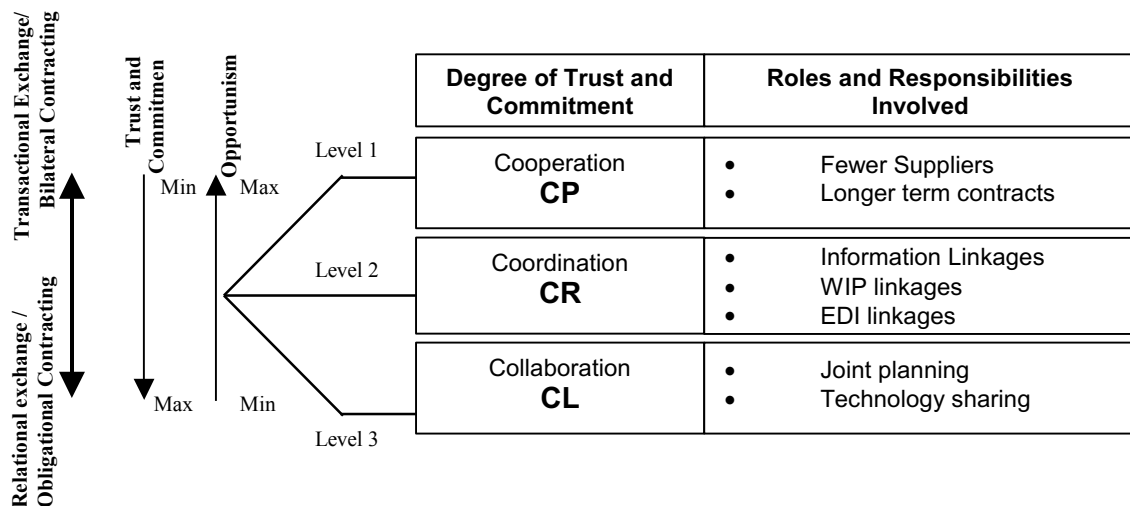 Transactional Exchange/
Bilateral Contracting
Relational exchange /
Obligational Contracting
Trust and
Commitmen
Opportunism
Min
Max
Max
Min
Level 1
Level 2
Level 3
Degree of Trust and
Commitment
Roles and Responsibilities
Involved
Cooperation
CP
• Fewer Suppliers
• Longer term contracts
Coordination
CR
• Information Linkages
• WIP linkages
• EDI linkages
Collaboration
CL
• Joint planning
• Technology sharing